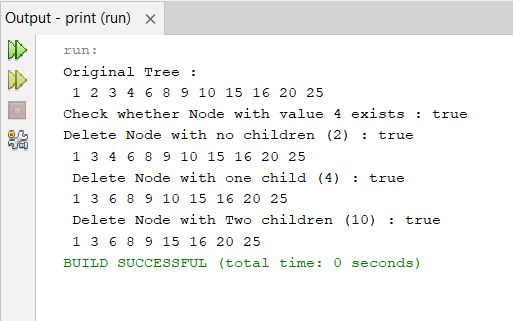 Output - print (run) ×
run:
Original Tree :
1 2 3 4 6 8 9 10 15 16 20 25
Check whether Node with value 4 exists : true
Delete Node with no children (2) : true
1 3 4 6 8 9 10 15 16 20 25
Delete Node with one child (4) : true
1 3 6 8 9 10 15 16 20 25
Delete Node with Two children (10) : true
1 3 6 8 9 15 16 20 25
BUILD SUCCESSFUL (total time: 0 seconds)